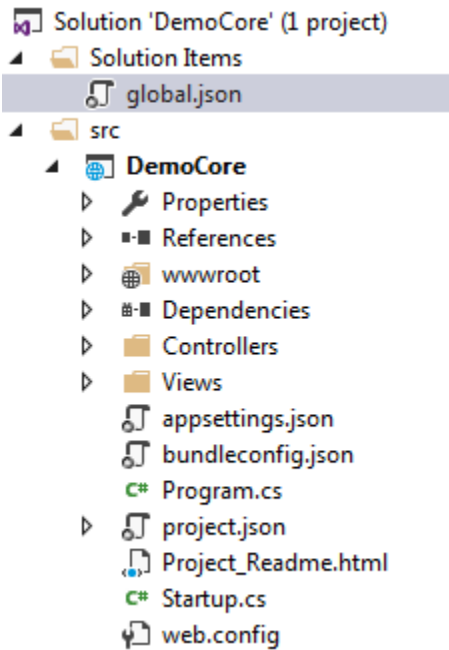 Solution 'DemoCore' (1 project)
Solution Items
global.json
src
DemoCore
Properties
References
wwwroot
Dependencies
Controllers
Views
appsettings.json
bundleconfig.json
C# Program.cs
project.json
Project_Readme.html
C# Startup.cs
web.config